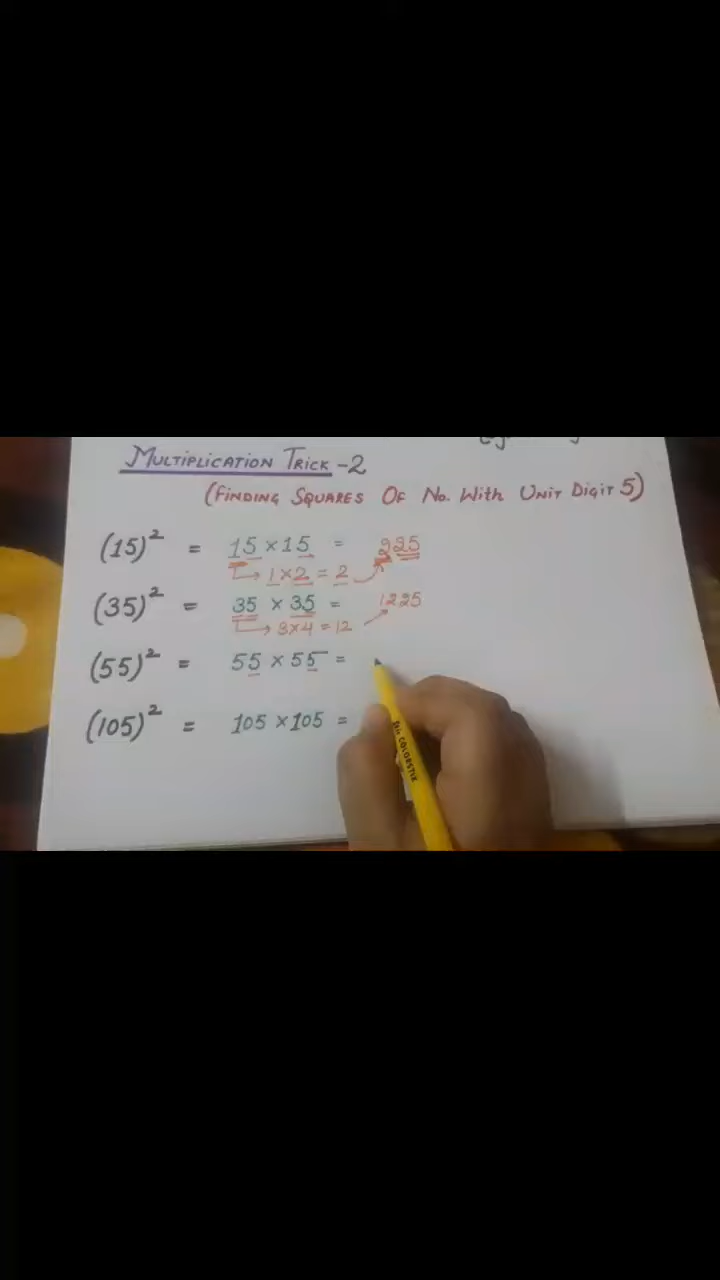 MULTIPLICATION TRICK -2
(FINDING SQUARES OF NO. WITH UNIT DIGIT 5)
(15)² = 15 × 15 = 225
1 × 2 = 2
(35)² = 35 × 35 = 1225
3 × 4 = 12
(55)² = 55 × 55 =
(105)² = 105 × 105 =
COLORSTIX